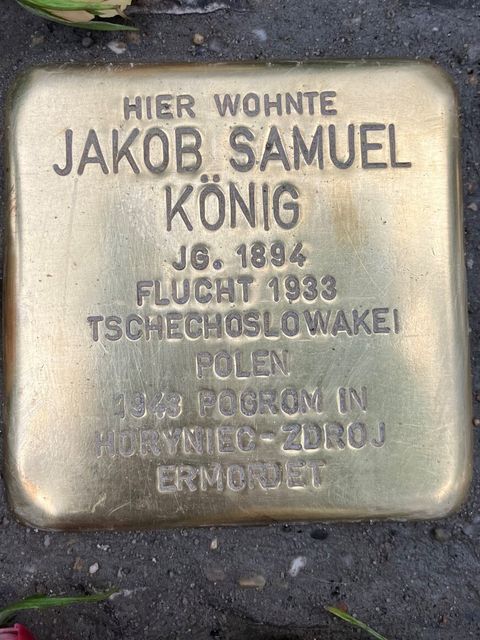 HIER WOHNTE
JAKOB SAMUEL
KÖNIG
JG. 1894
FLUCHT 1933
TSCHECHOSLOWAKEI
POLEN
1943 POGROM IN
HORYNIEC-ZDROJ
ERMORDET